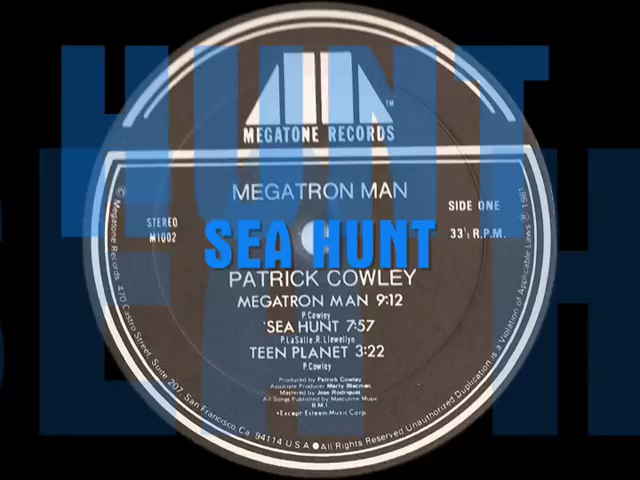 HUNT
SEA H
™
MEGATONE RECORDS
MEGATRON MAN
STEREO
M1002
SIDE ONE
33⅓ R.P.M.
SEA HUNT
PATRICK COWLEY
MEGATRON MAN 9:12
P.Cowley
*SEA HUNT 7:57
P.LaSalle, R.Llewellyn
TEEN PLANET 3:22
P.Cowley
Produced by Patrick Cowley
Associate Producer Marty Blecman
Mastered by Jose Rodriguez
All Songs Published by Masculine Music
B.M.I.
*Except Esteem Music Corp.
© Megatone Records 470 Castro Street, Suite 207, San Francisco, Ca. 94114 U S A ● All Rights Reserved Unauthorized Duplication is a Violation of Applicable Laws ℗ 1981